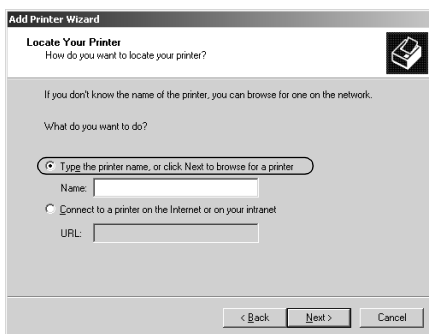 Add Printer Wizard
Locate Your Printer
How do you want to locate your printer?
If you don't know the name of the printer, you can browse for one on the network.
What do you want to do?
Type the printer name, or click Next to browse for a printer
Name:
Connect to a printer on the Internet or on your intranet
URL:
< Back Next > Cancel